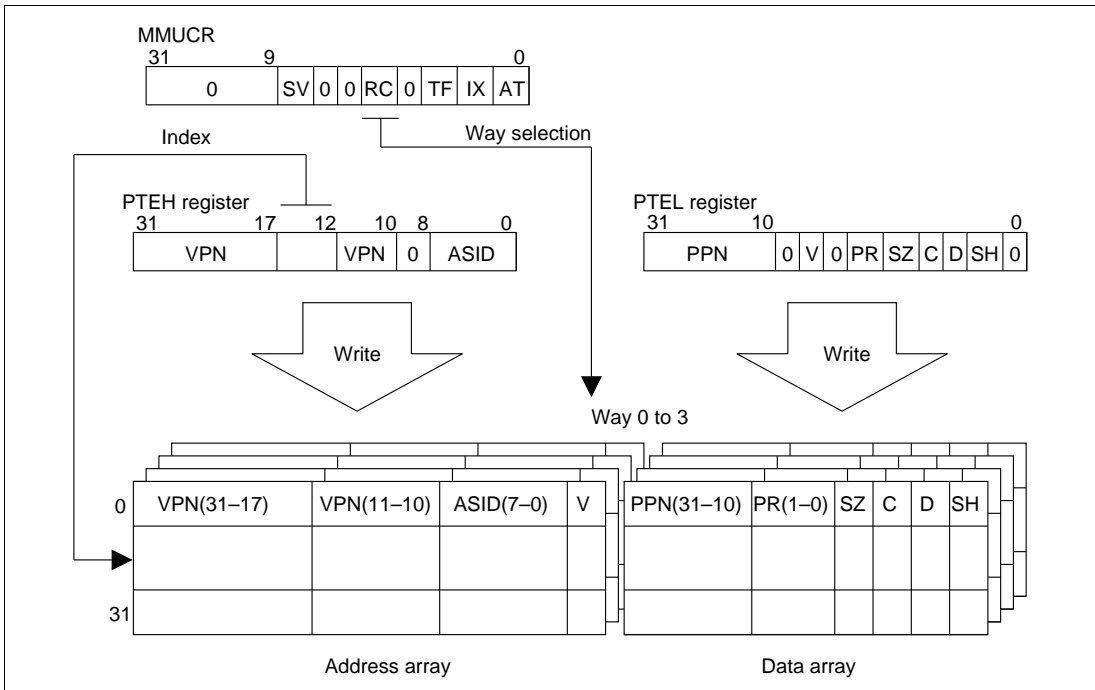 MMUCR
31 9 0
0 SV 0 0 RC 0 TF IX AT
Index
Way selection
PTEH register
31 17 12 10 8 0
VPN VPN 0 ASID
PTEL register
31 10 0
PPN 0 V 0 PR SZ C D SH 0
Write
Write
Way 0 to 3
0 VPN(31–17) VPN(11–10) ASID(7–0) V PPN(31–10) PR(1–0) SZ C D SH
31
Address array
Data array